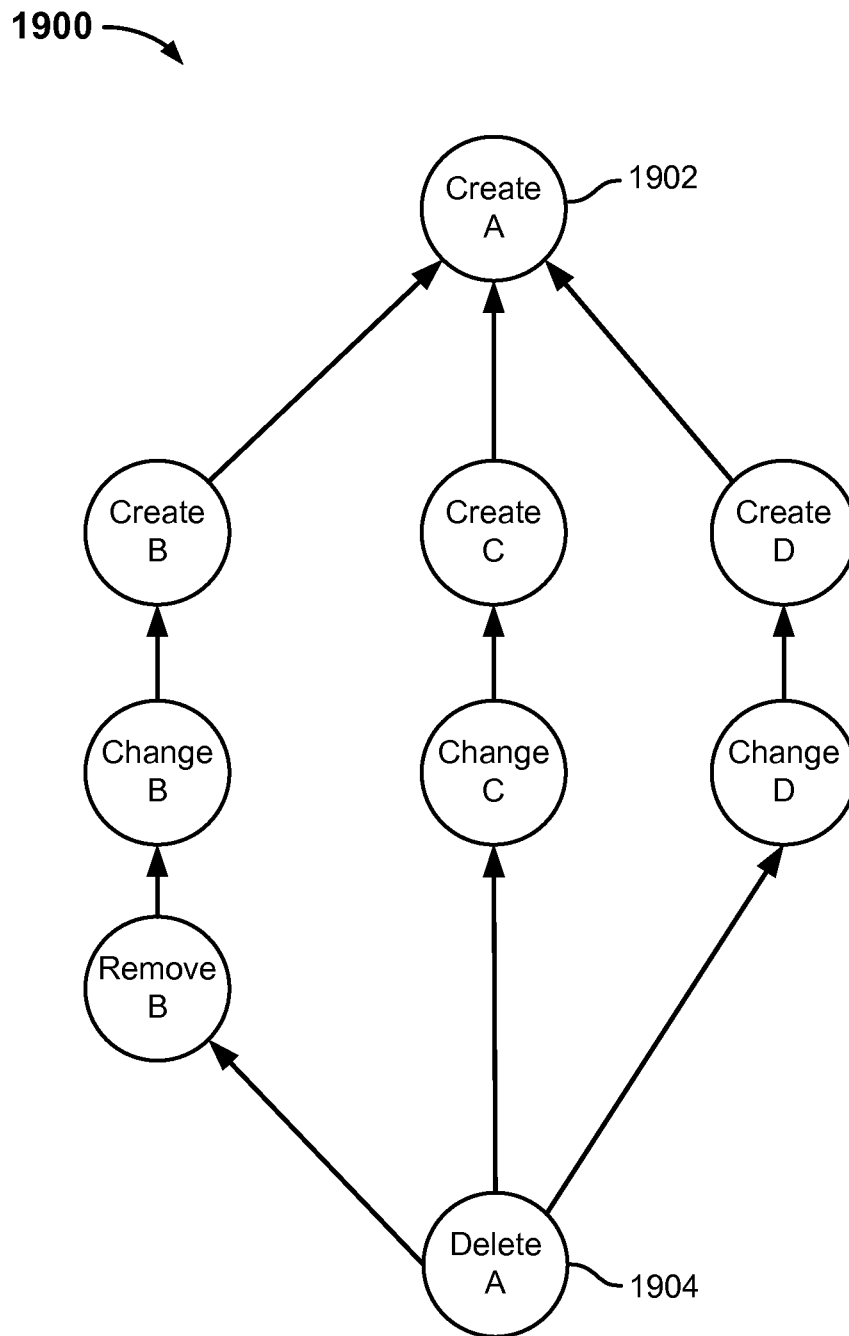 1900
Create
A
1902
Create
B
Create
C
Create
D
Change
B
Change
C
Change
D
Remove
B
Delete
A
1904